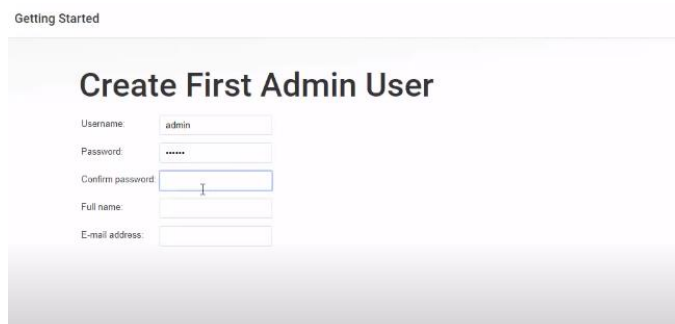 Getting Started
Create First Admin User
Username: admin
Password: ••••••
Confirm password:
Full name:
E-mail address: